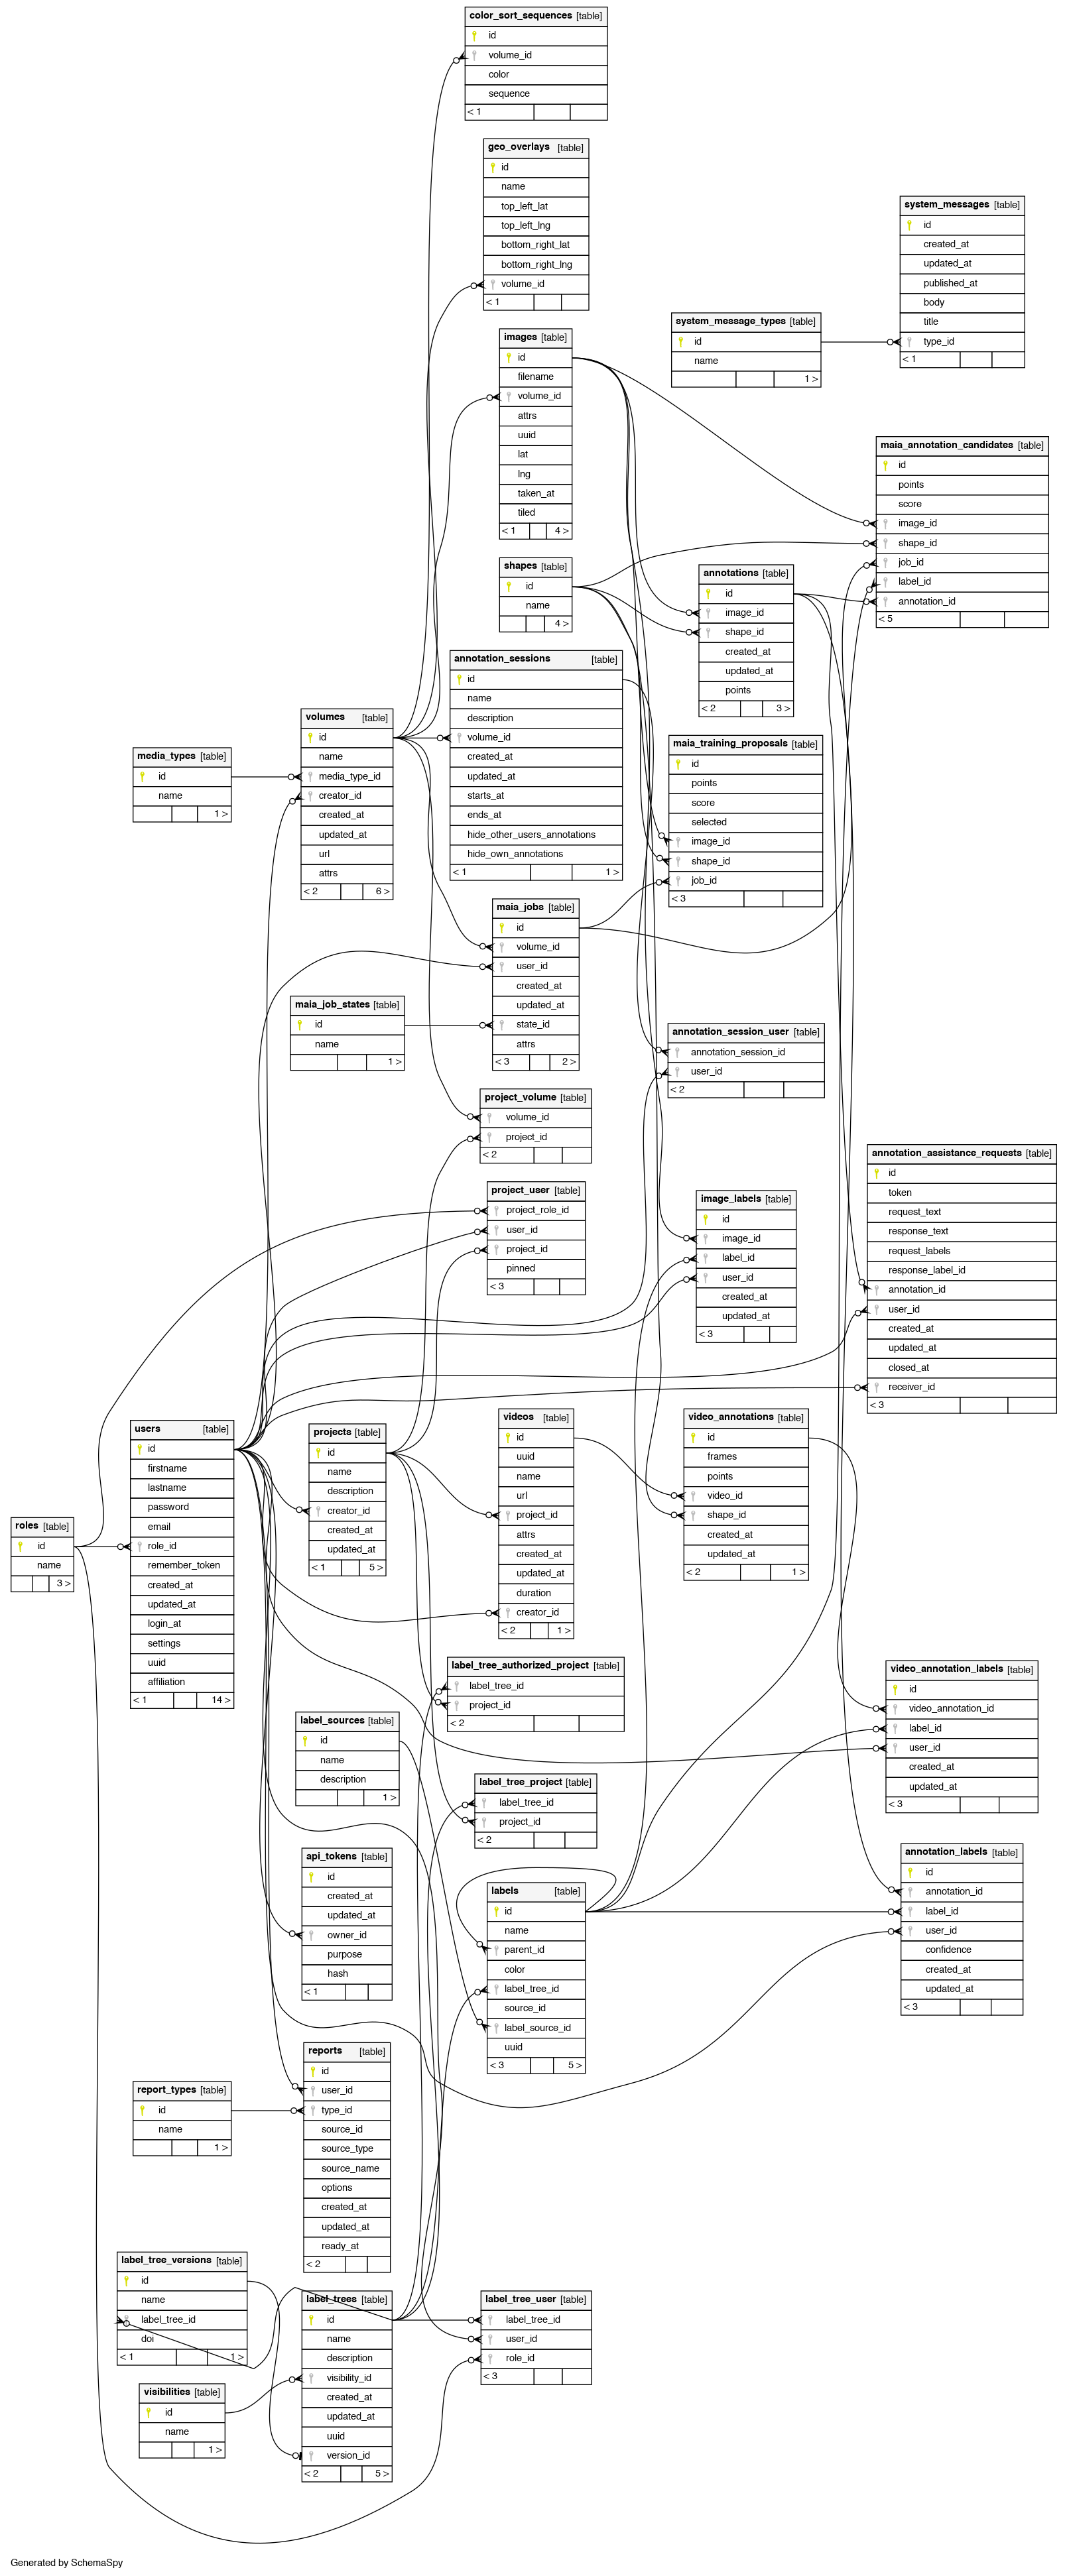 color_sort_sequences [table]
id
volume_id
color
sequence
< 1
geo_overlays [table]
id
name
top_left_lat
top_left_lng
bottom_right_lat
bottom_right_lng
volume_id
< 1
system_messages [table]
id
created_at
updated_at
published_at
body
title
type_id
< 1
system_message_types [table]
id
name
1 >
images [table]
id
filename
volume_id
attrs
uuid
lat
lng
taken_at
tiled
< 1 4 >
maia_annotation_candidates [table]
id
points
score
image_id
shape_id
job_id
label_id
annotation_id
< 5
shapes [table]
id
name
4 >
annotations [table]
id
image_id
shape_id
created_at
updated_at
points
< 2 3 >
annotation_sessions [table]
id
name
description
volume_id
created_at
updated_at
starts_at
ends_at
hide_other_users_annotations
hide_own_annotations
< 1 1 >
volumes [table]
id
name
media_type_id
creator_id
created_at
updated_at
url
attrs
< 2 6 >
media_types [table]
id
name
1 >
maia_training_proposals [table]
id
points
score
selected
image_id
shape_id
job_id
< 3
maia_jobs [table]
id
volume_id
user_id
created_at
updated_at
state_id
attrs
< 3 2 >
maia_job_states [table]
id
name
1 >
annotation_session_user [table]
annotation_session_id
user_id
< 2
project_volume [table]
volume_id
project_id
< 2
annotation_assistance_requests [table]
id
token
request_text
response_text
request_labels
response_label_id
annotation_id
user_id
created_at
updated_at
closed_at
receiver_id
< 3
project_user [table]
project_role_id
user_id
project_id
pinned
< 3
image_labels [table]
id
image_id
label_id
user_id
created_at
updated_at
< 3
users [table]
id
firstname
lastname
password
email
role_id
remember_token
created_at
updated_at
login_at
settings
uuid
affiliation
< 1 14 >
projects [table]
id
name
description
creator_id
created_at
updated_at
< 1 5 >
videos [table]
id
uuid
name
url
project_id
attrs
created_at
updated_at
duration
creator_id
< 2 1 >
video_annotations [table]
id
frames
points
video_id
shape_id
created_at
updated_at
< 2 1 >
roles [table]
id
name
3 >
label_tree_authorized_project [table]
label_tree_id
project_id
< 2
video_annotation_labels [table]
id
video_annotation_id
label_id
user_id
created_at
updated_at
< 3
label_sources [table]
id
name
description
1 >
label_tree_project [table]
label_tree_id
project_id
< 2
api_tokens [table]
id
created_at
updated_at
owner_id
purpose
hash
< 1
annotation_labels [table]
id
annotation_id
label_id
user_id
confidence
created_at
updated_at
< 3
labels [table]
id
name
parent_id
color
label_tree_id
source_id
label_source_id
uuid
< 3 5 >
reports [table]
id
user_id
type_id
source_id
source_type
source_name
options
created_at
updated_at
ready_at
< 2
report_types [table]
id
name
1 >
label_tree_versions [table]
id
name
label_tree_id
doi
< 1 1 >
label_trees [table]
id
name
description
visibility_id
created_at
updated_at
uuid
version_id
< 2 5 >
label_tree_user [table]
label_tree_id
user_id
role_id
< 3
visibilities [table]
id
name
1 >
Generated by SchemaSpy